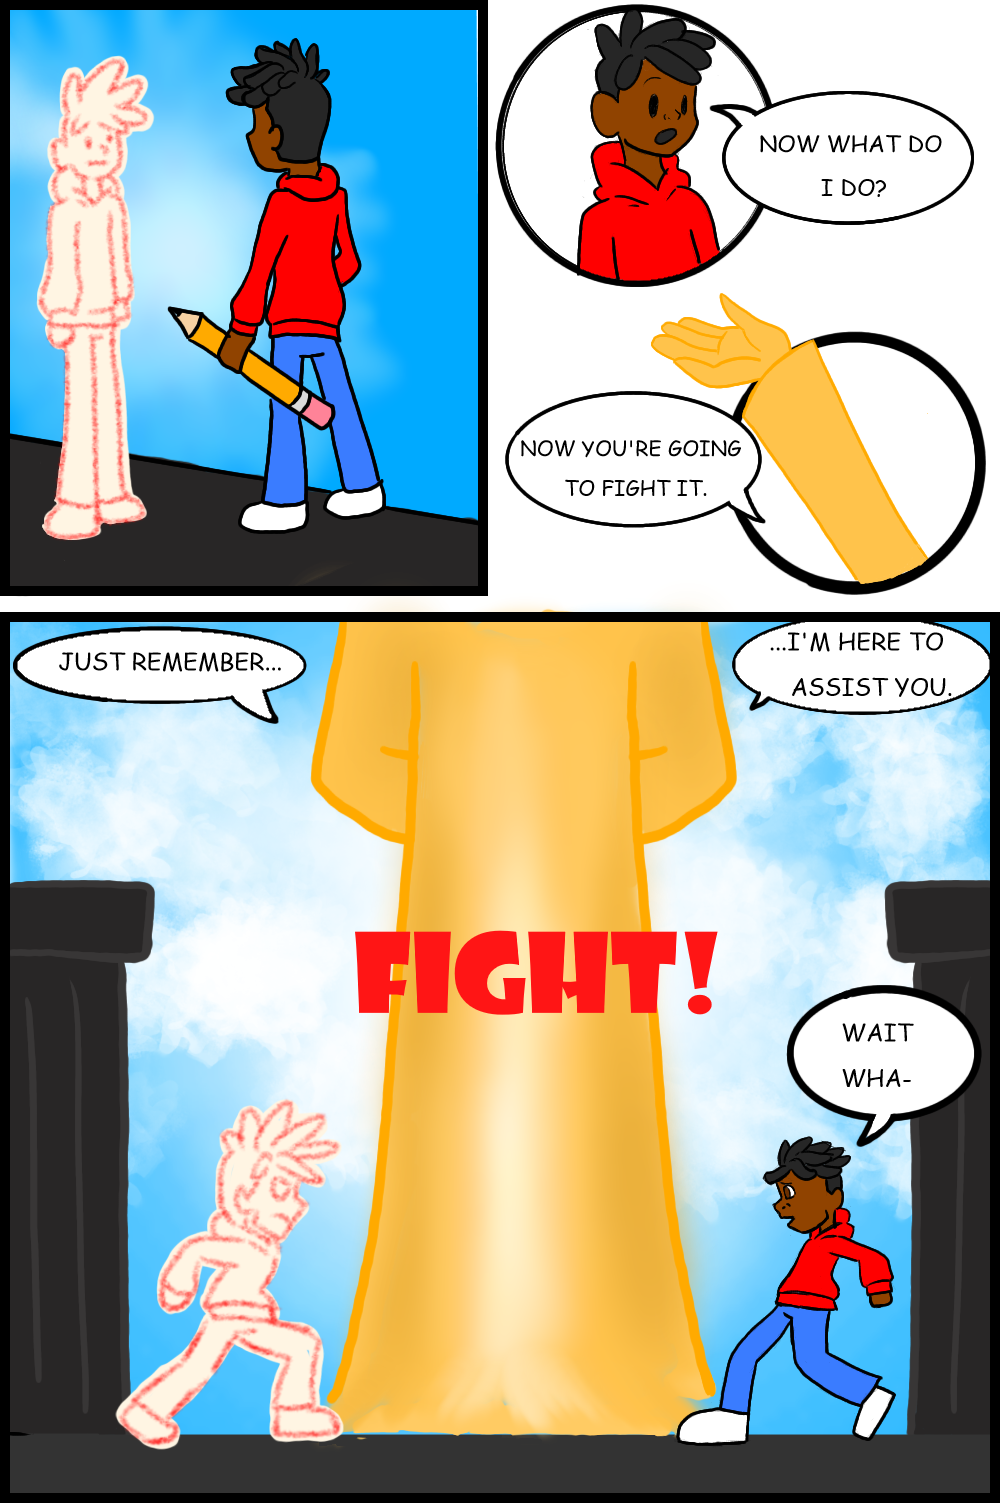 NOW WHAT DO
I DO?
NOW YOU'RE GOING
TO FIGHT IT.
JUST REMEMBER...
...I'M HERE TO
ASSIST YOU.
FIGHT!
WAIT
WHA-